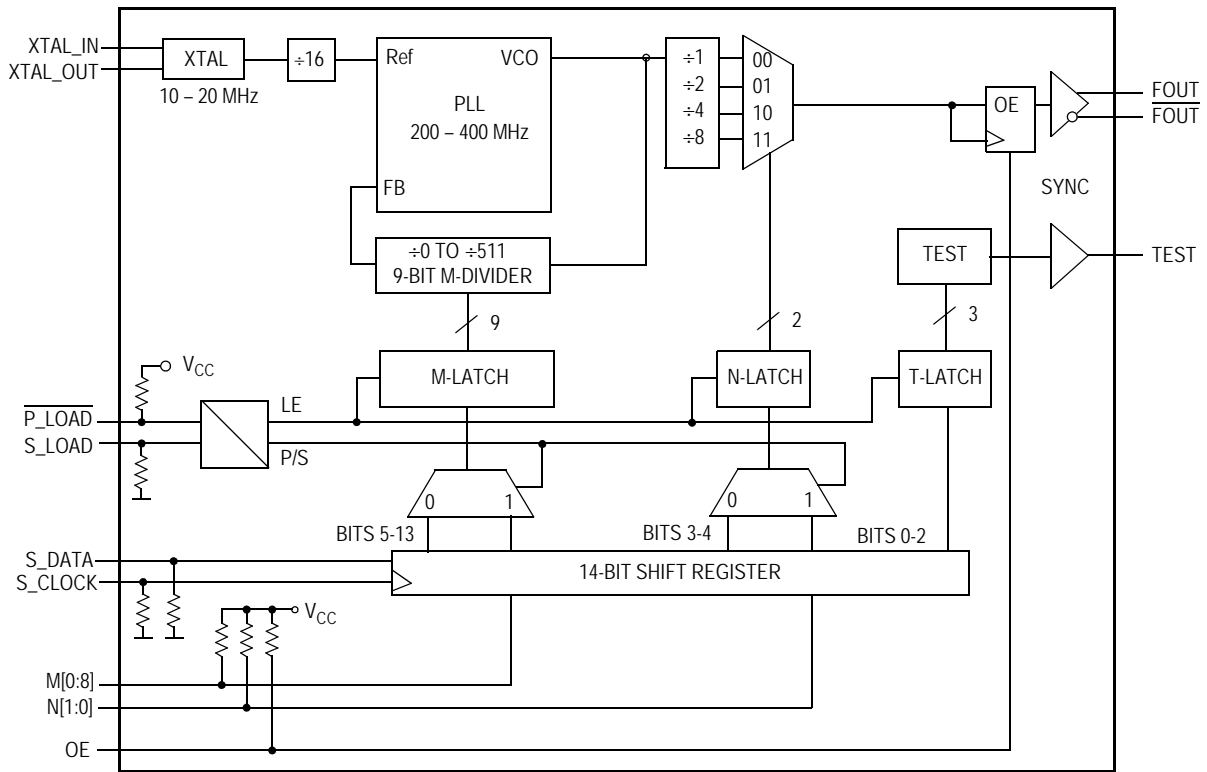 XTAL_IN
XTAL_OUT
XTAL
10 – 20 MHz
÷16
Ref
VCO
PLL
200 – 400 MHz
FB
÷1
÷2
÷4
÷8
00
01
10
11
OE
FOUT
FOUT
SYNC
÷0 TO ÷511
9-BIT M-DIVIDER
TEST
TEST
9
2
3
VCC
M-LATCH
N-LATCH
T-LATCH
P_LOAD
S_LOAD
LE
P/S
0
1
0
1
BITS 5-13
BITS 3-4
BITS 0-2
S_DATA
S_CLOCK
14-BIT SHIFT REGISTER
VCC
M[0:8]
N[1:0]
OE